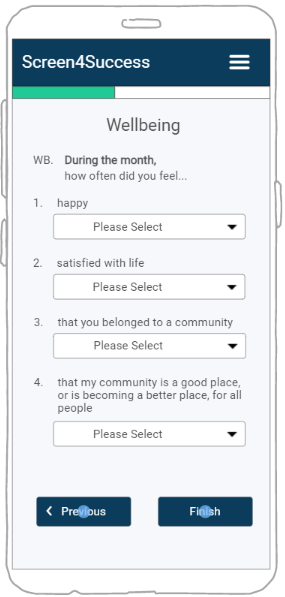 Screen4Success
Wellbeing
WB. During the month,
how often did you feel...
1. happy
Please Select
2. satisfied with life
Please Select
3. that you belonged to a community
Please Select
4. that my community is a good place,
or is becoming a better place, for all
people
Please Select
Previous Finish